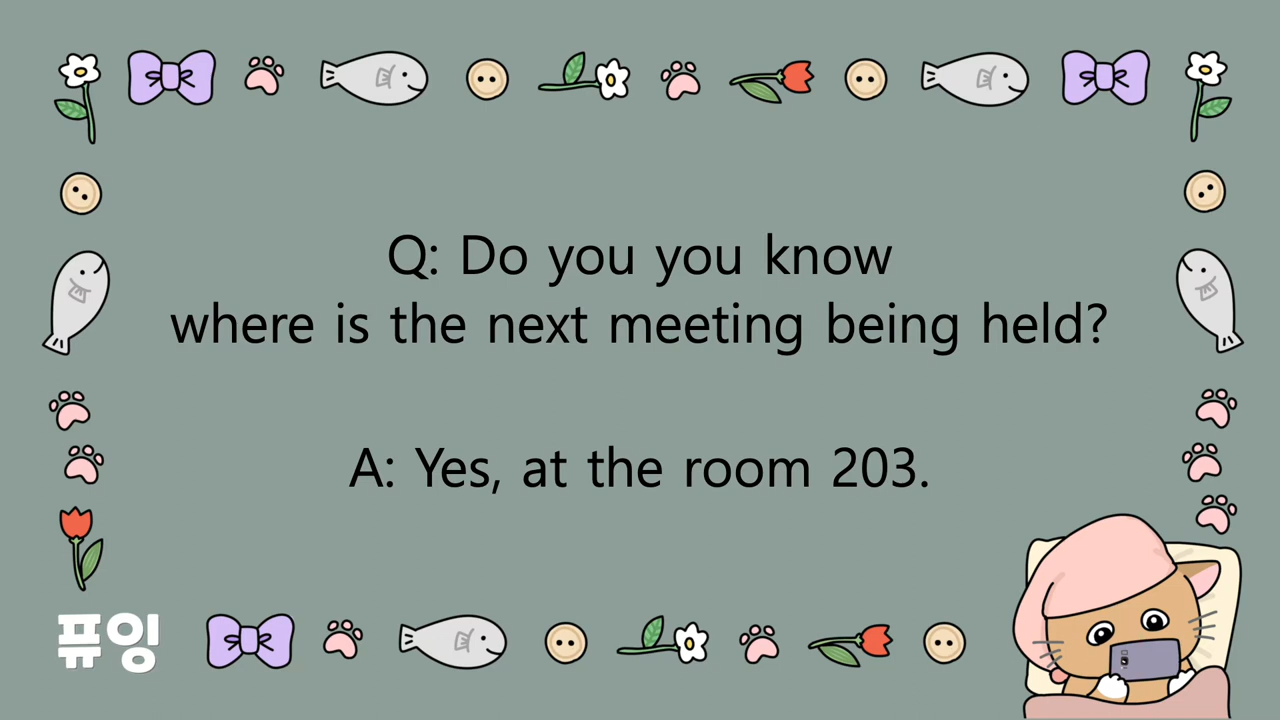 Q: Do you you know
where is the next meeting being held?
A: Yes, at the room 203.
퓨잉